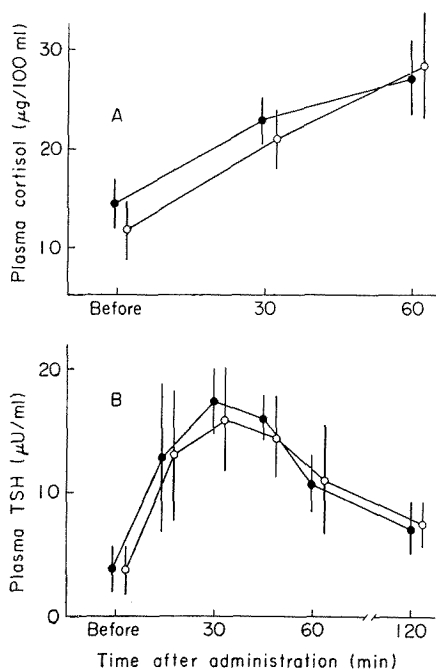 30
20
10
Plasma cortisol (μg/100 ml)
A
Before 30 60
20
10
0
Plasma TSH (μU/ml)
B
Before 30 60 120
Time after administration (min)